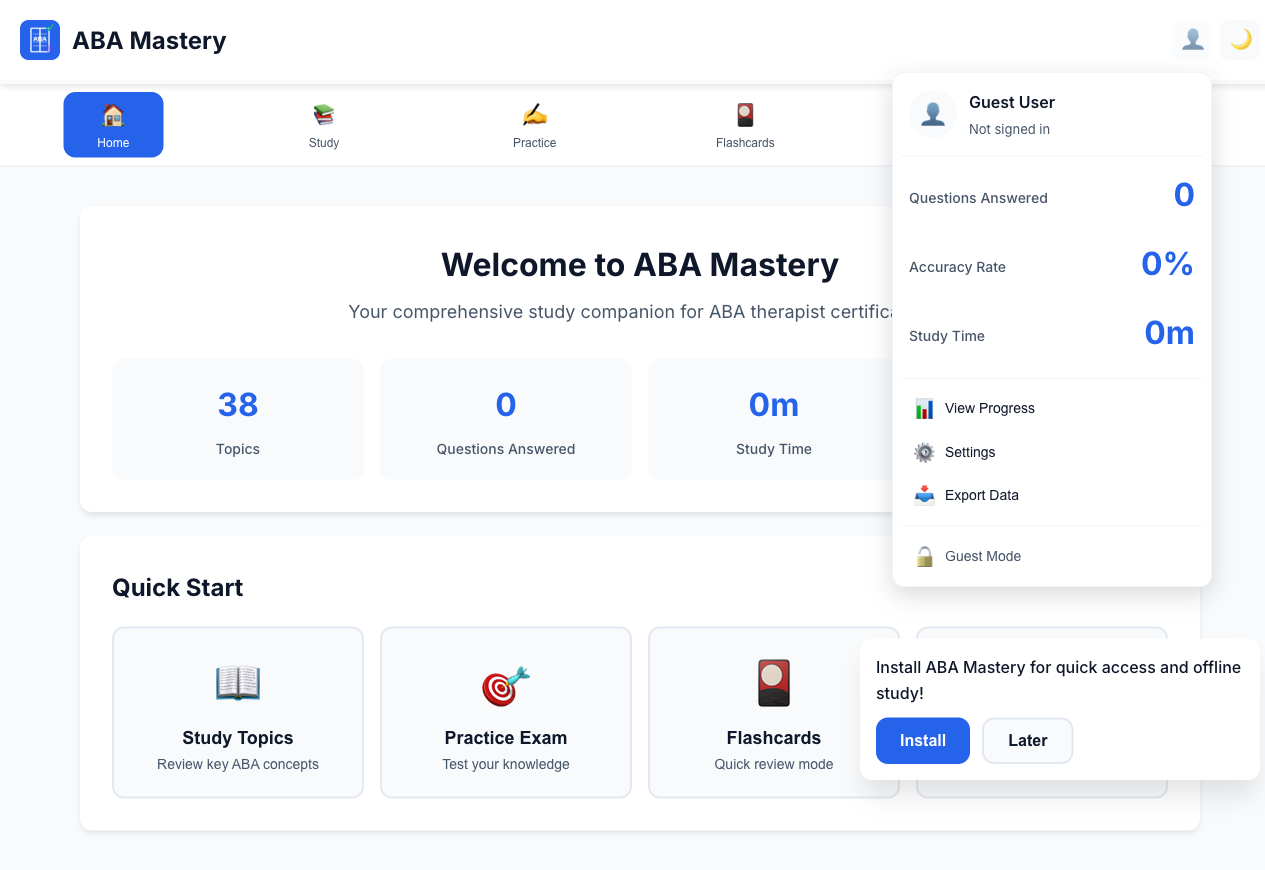 ABA
ABA Mastery
Home
Study
Practice
Flashcards
Guest User
Not signed in
Questions Answered
0
Accuracy Rate
0%
Study Time
0m
View Progress
Settings
Export Data
Guest Mode
Welcome to ABA Mastery
Your comprehensive study companion for ABA therapist
38
Topics
0
Questions Answered
0m
Study Time
Quick Start
Study Topics
Review key ABA concepts
Practice Exam
Test your knowledge
Flashcards
Quick review mode
Install ABA Mastery for quick access and offline
study!
Install
Later